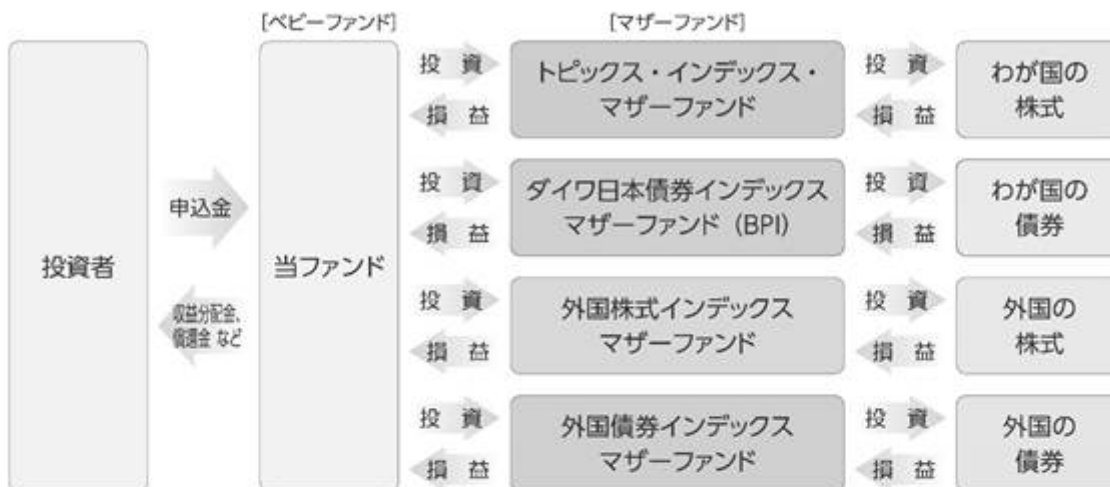 [ベビーファンド]
[マザーファンド]
投資者
申込金
収益分配金、
償還金 など
当ファンド
投 資
損 益
トピックス・インデックス・
マザーファンド
投 資
損 益
わが国の
株式
投 資
損 益
ダイワ日本債券インデックス
マザーファンド (BPI)
投 資
損 益
わが国の
債券
投 資
損 益
外国株式インデックス
マザーファンド
投 資
損 益
外国の
株式
投 資
損 益
外国債券インデックス
マザーファンド
投 資
損 益
外国の
債券